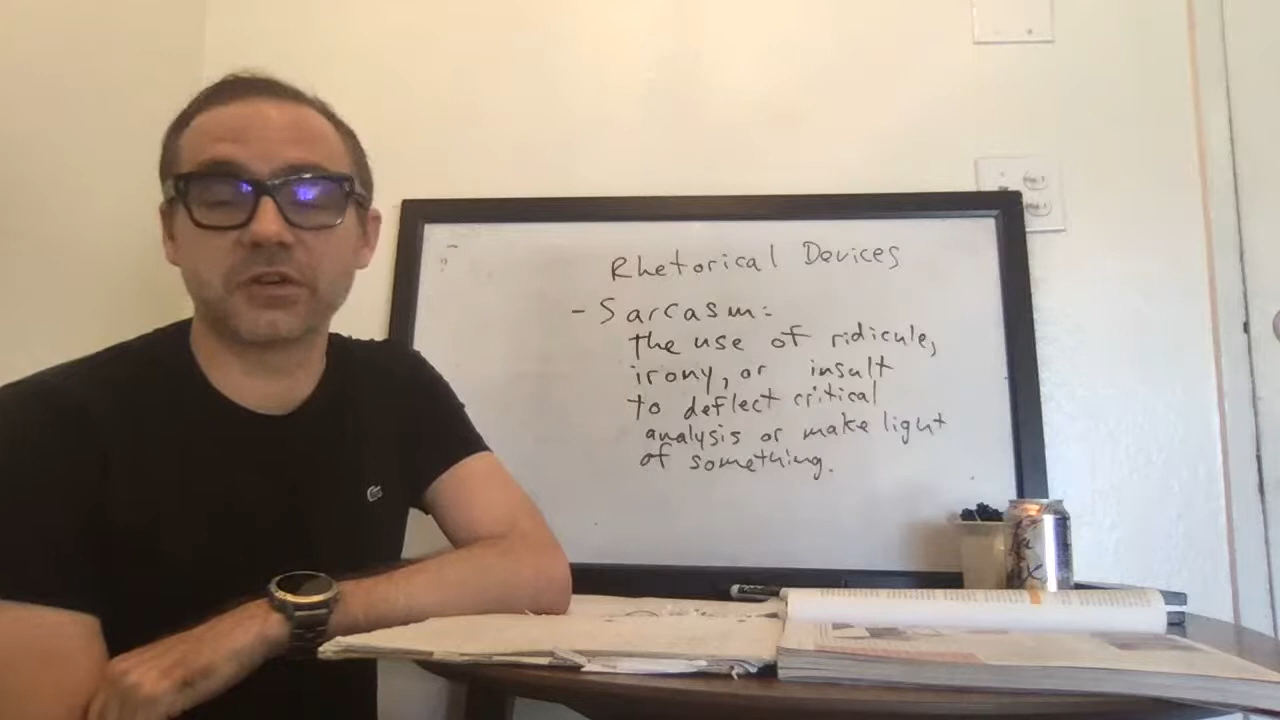 Rhetorical Devices
- Sarcasm:
the use of ridicule,
irony, or insult
to deflect critical
analysis or make light
of something.